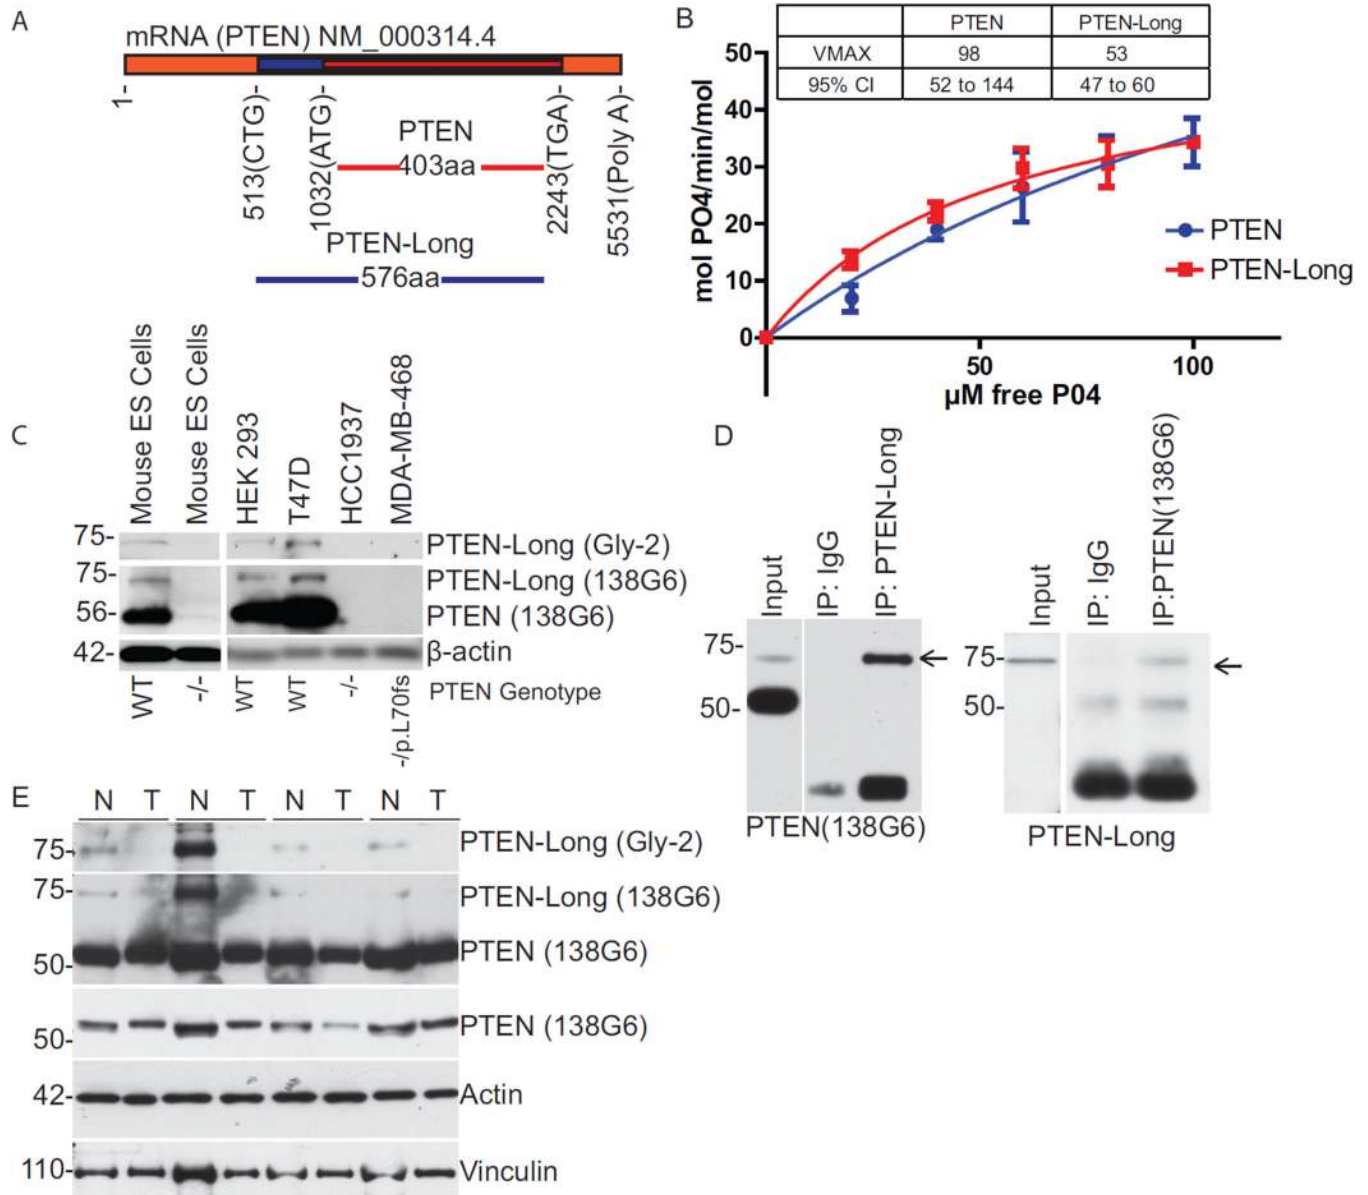 A
mRNA (PTEN) NM_000314.4
1-
513(CTG)
1032(ATG)
2243(TGA)
5531(Poly A)
PTEN
403aa
PTEN-Long
576aa
B
PTEN PTEN-Long
VMAX 98 53
95% CI 52 to 144 47 to 60
mol PO4/min/mol
50
40
30
20
10
0
50 100
µM free P04
PTEN
PTEN-Long
C
Mouse ES Cells
Mouse ES Cells
HEK 293
T47D
HCC1937
MDA-MB-468
75- PTEN-Long (Gly-2)
75- PTEN-Long (138G6)
56- PTEN (138G6)
42- β-actin
WT -/- WT WT -/- -/p.L70fs PTEN Genotype
D
Input
IP: IgG
IP: PTEN-Long
75-
50-
PTEN(138G6)
Input
IP: IgG
IP:PTEN(138G6)
75-
50-
PTEN-Long
E
N T N T N T N T
75- PTEN-Long (Gly-2)
75- PTEN-Long (138G6)
50- PTEN (138G6)
50- PTEN (138G6)
42- Actin
110- Vinculin